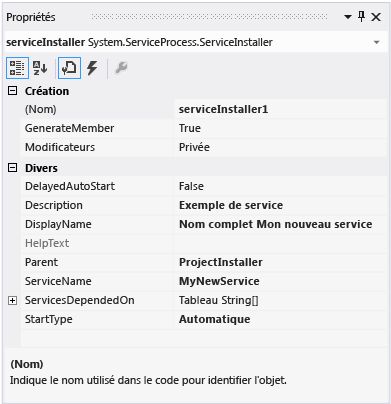 Propriétés
serviceInstaller System.ServiceProcess.ServiceInstaller
Création
(Nom) serviceInstaller1
GenerateMember True
Modificateurs Privée
Divers
DelayedAutoStart False
Description Exemple de service
DisplayName Nom complet Mon nouveau service
HelpText
Parent ProjectInstaller
ServiceName MyNewService
ServicesDependedOn Tableau String[]
StartType Automatique
(Nom)
Indique le nom utilisé dans le code pour identifier l'objet.